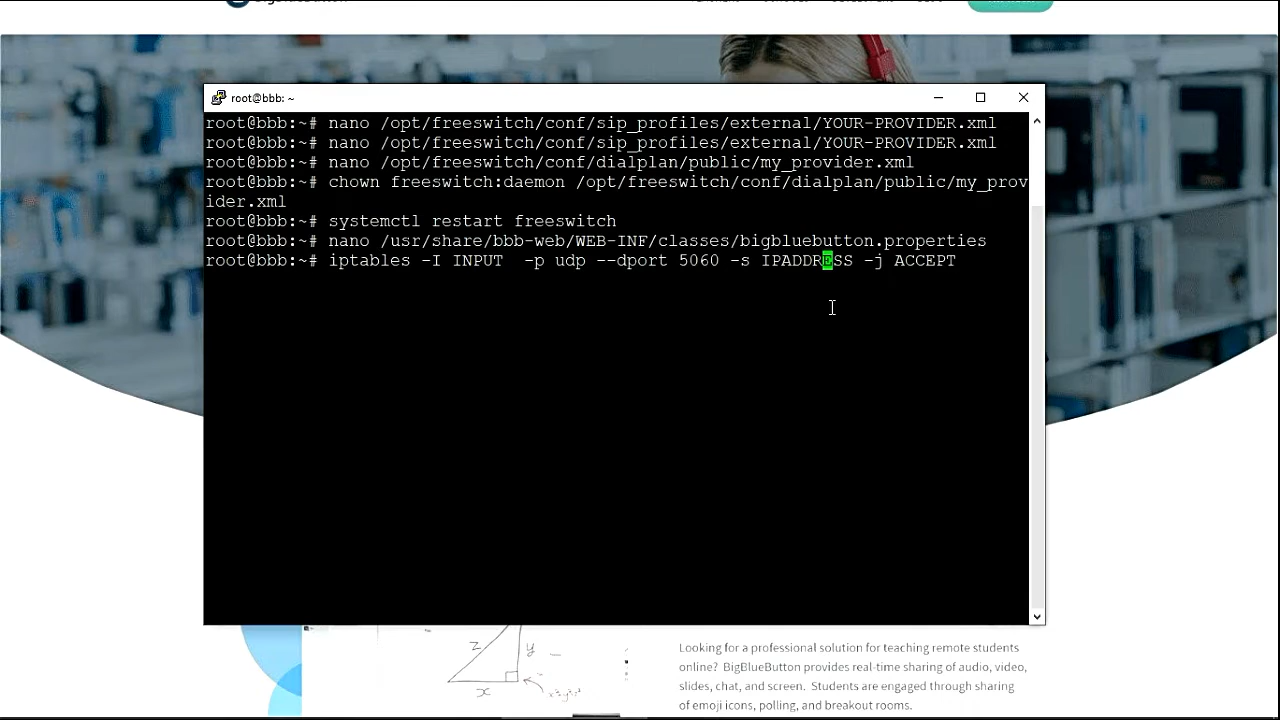 root@bbb: ~
root@bbb:~# nano /opt/freeswitch/conf/sip_profiles/external/YOUR-PROVIDER.xml
root@bbb:~# nano /opt/freeswitch/conf/sip_profiles/external/YOUR-PROVIDER.xml
root@bbb:~# nano /opt/freeswitch/conf/dialplan/public/my_provider.xml
root@bbb:~# chown freeswitch:daemon /opt/freeswitch/conf/dialplan/public/my_prov
ider.xml
root@bbb:~# systemctl restart freeswitch
root@bbb:~# nano /usr/share/bbb-web/WEB-INF/classes/bigbluebutton.properties
root@bbb:~# iptables -I INPUT  -p udp --dport 5060 -s IPADDRESS -j ACCEPT
z
y
x
Looking for a professional solution for teaching remote students
online? BigBlueButton provides real-time sharing of audio, video,
slides, chat, and screen. Students are engaged through sharing
of emoji icons, polling, and breakout rooms.